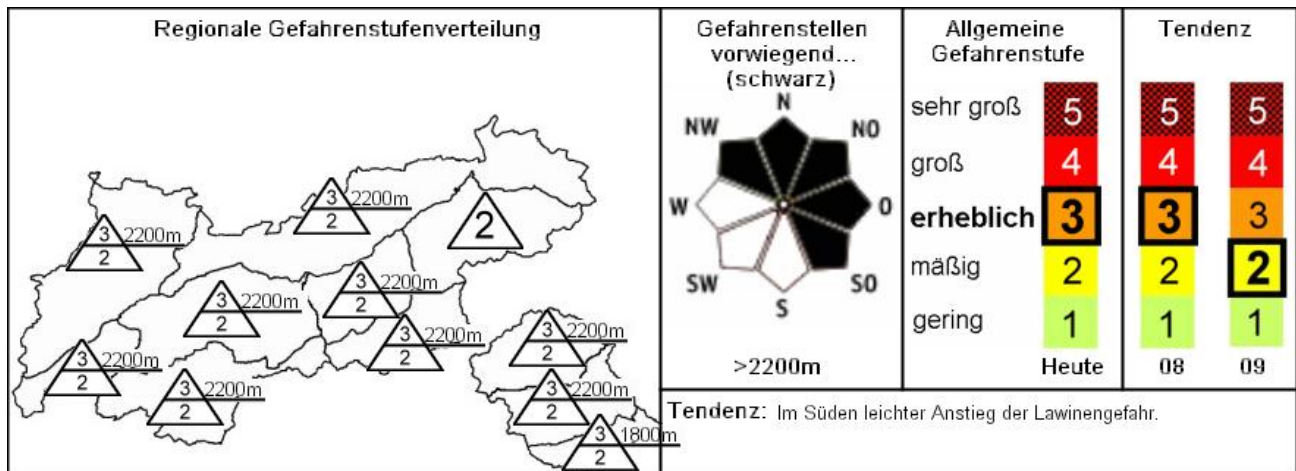 Regionale Gefahrenstufenverteilung
3 2200m
2
2
3 2200m
2
3 2200m
2
3 2200m
2
3 2200m
2
3 2200m
2
3 2200m
2
3 2200m
2
3 2200m
2
3 1800m
2
Gefahrenstellen
vorwiegend...
(schwarz)
N
NW NO
W O
SW SO
S
>2200m
Allgemeine
Gefahrenstufe
Tendenz
sehr groß 5 5 5
groß 4 4 4
erheblich 3 3 3
mäßig 2 2 2
gering 1 1 1
Heute 08 09
Tendenz: Im Süden leichter Anstieg der Lawinengefahr.